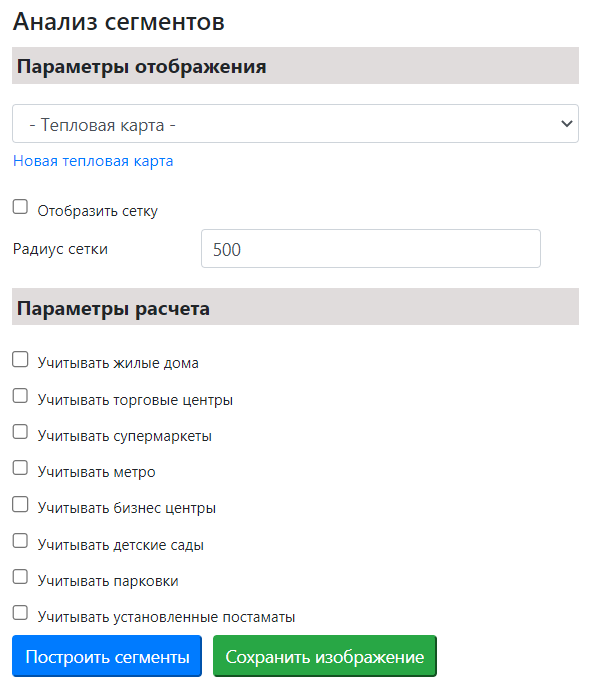 Анализ сегментов
Параметры отображения
- Тепловая карта -
Новая тепловая карта
Отобразить сетку
Радиус сетки 500
Параметры расчета
Учитывать жилые дома
Учитывать торговые центры
Учитывать супермаркеты
Учитывать метро
Учитывать бизнес центры
Учитывать детские сады
Учитывать парковки
Учитывать установленные постаматы
Построить сегменты Сохранить изображение